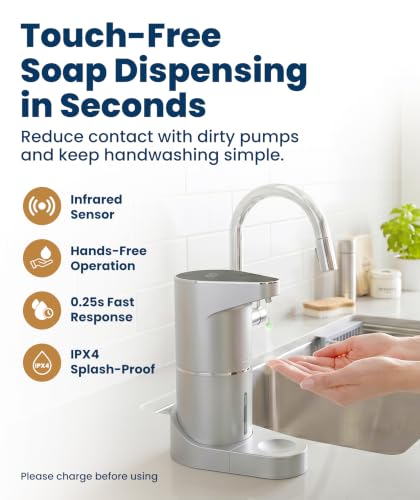 Touch-Free
Soap Dispensing
in Seconds
Reduce contact with dirty pumps
and keep handwashing simple.
Infrared
Sensor
Hands-Free
Operation
0.25s Fast
Response
IPX4
IPX4
Splash-Proof
Please charge before using